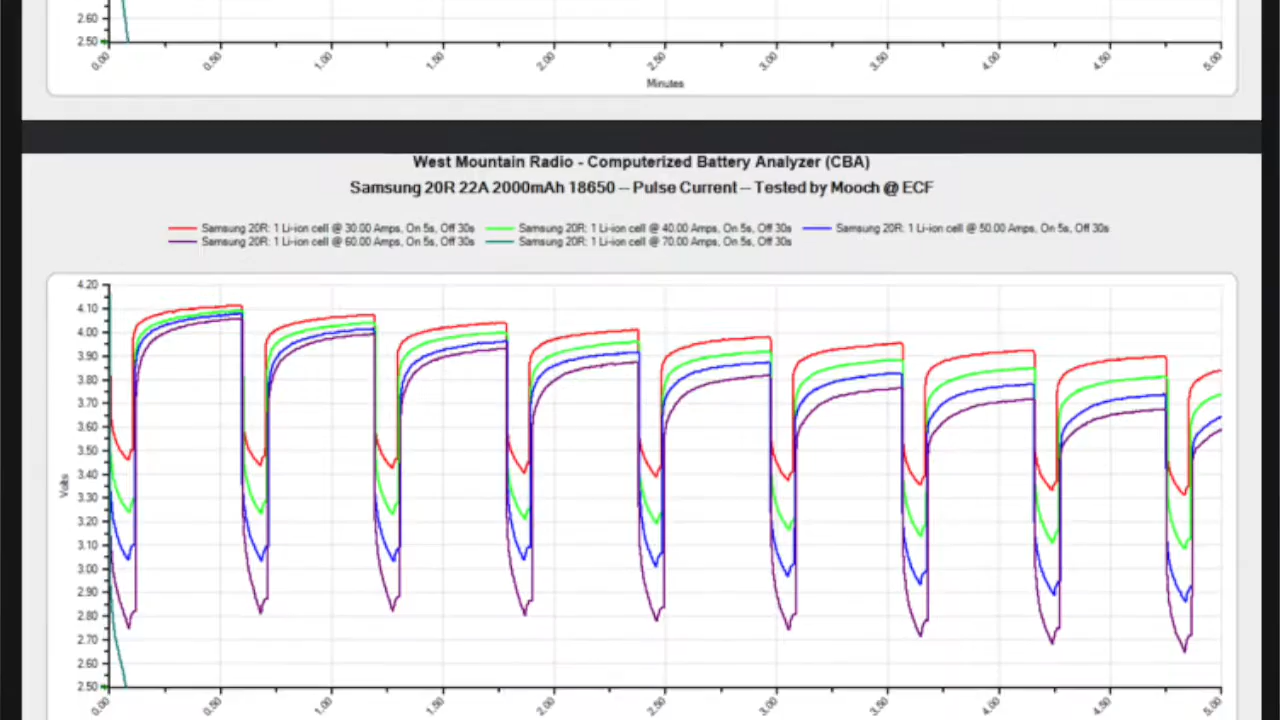 2.60
2.50
0.00 0.50 1.00 1.50 2.00 2.50 3.00 3.50 4.00 4.50 5.00
Minutes
West Mountain Radio - Computerized Battery Analyzer (CBA)
Samsung 20R 22A 2000mAh 18650 -- Pulse Current -- Tested by Mooch @ ECF
Samsung 20R: 1 Li-ion cell @ 30.00 Amps, On 5s, Off 30s Samsung 20R: 1 Li-ion cell @ 40.00 Amps, On 5s, Off 30s Samsung 20R: 1 Li-ion cell @ 50.00 Amps, On 5s, Off 30s
Samsung 20R: 1 Li-ion cell @ 60.00 Amps, On 5s, Off 30s Samsung 20R: 1 Li-ion cell @ 70.00 Amps, On 5s, Off 30s
4.20
4.10
4.00
3.90
3.80
3.70
3.60
3.50
3.40
3.30
3.20
3.10
3.00
2.90
2.80
2.70
2.60
2.50
Volts
0.00 0.50 1.00 1.50 2.00 2.50 3.00 3.50 4.00 4.50 5.00